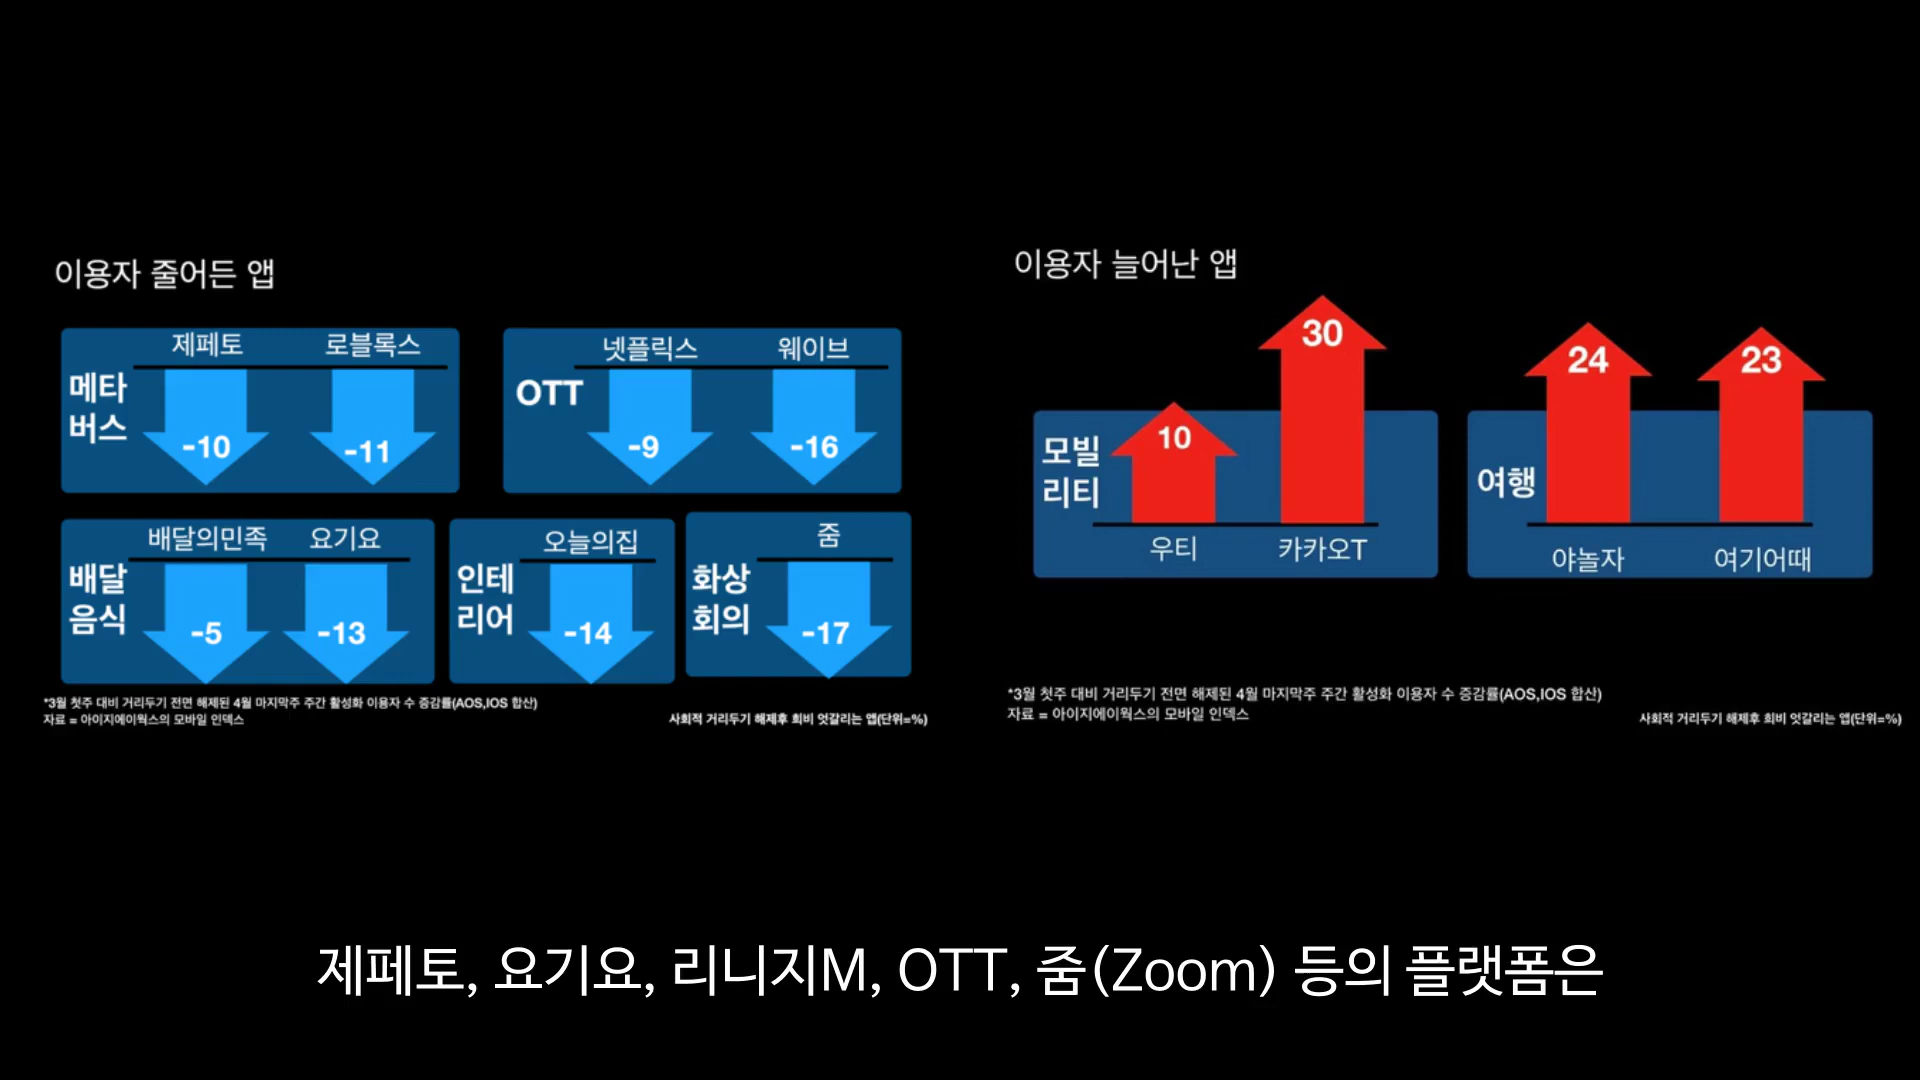 이용자 줄어든 앱
제페토 로블록스
메타
버스
-10 -11
넷플릭스 웨이브
OTT
-9 -16
배달의민족 요기요
배달
음식
-5 -13
오늘의집
인테
리어
-14
줌
화상
회의
-17
*3월 첫주 대비 거리두기 전면 해제된 4월 마지막주 주간 활성화 이용자 수 증감률(AOS,IOS 합산)
자료 = 아이지에이웍스의 모바일 인덱스
사회적 거리두기 해제후 희비 엇갈리는 앱(단위=%)
이용자 늘어난 앱
모빌
리티
10 30
우티 카카오T
여행
24 23
야놀자 여기어때
*3월 첫주 대비 거리두기 전면 해제된 4월 마지막주 주간 활성화 이용자 수 증감률(AOS,IOS 합산)
자료 = 아이지에이웍스의 모바일 인덱스
사회적 거리두기 해제후 희비 엇갈리는 앱(단위=%)
제페토, 요기요, 리니지M, OTT, 줌(Zoom) 등의 플랫폼은